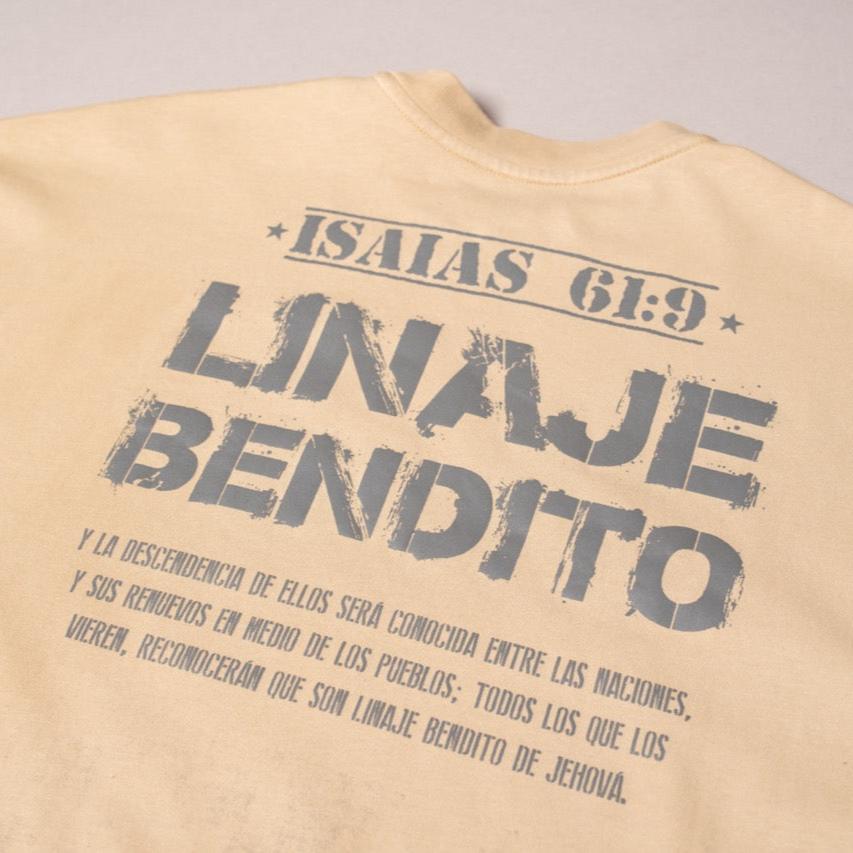 ★ ISAIAS 61:9 ★
LINAJE
BENDITO
Y LA DESCENDENCIA DE ELLOS SERÁ CONOCIDA ENTRE LAS NACIONES,
Y SUS RENUEVOS EN MEDIO DE LOS PUEBLOS; TODOS LOS QUE LOS
VIEREN, RECONOCERÁN QUE SON LINAJE BENDITO DE JEHOVÁ.